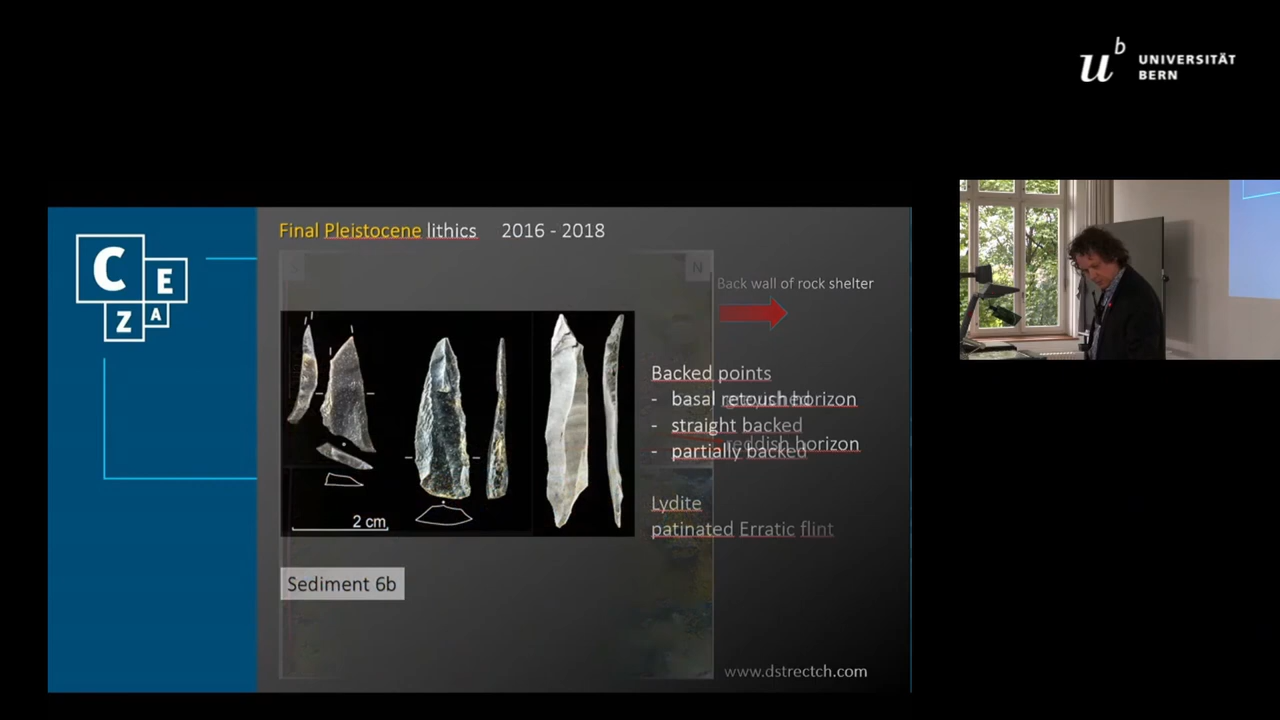 u
b
UNIVERSITÄT
BERN
C
E
Z
A
Final Pleistocene lithics 2016 - 2018
N
Back wall of rock shelter
Backed points
- basal retouch horizon
- straight backed
reddish horizon
- partially backed
2 cm
Lydite
patinated Erratic flint
Sediment 6b
www.dstrectch.com